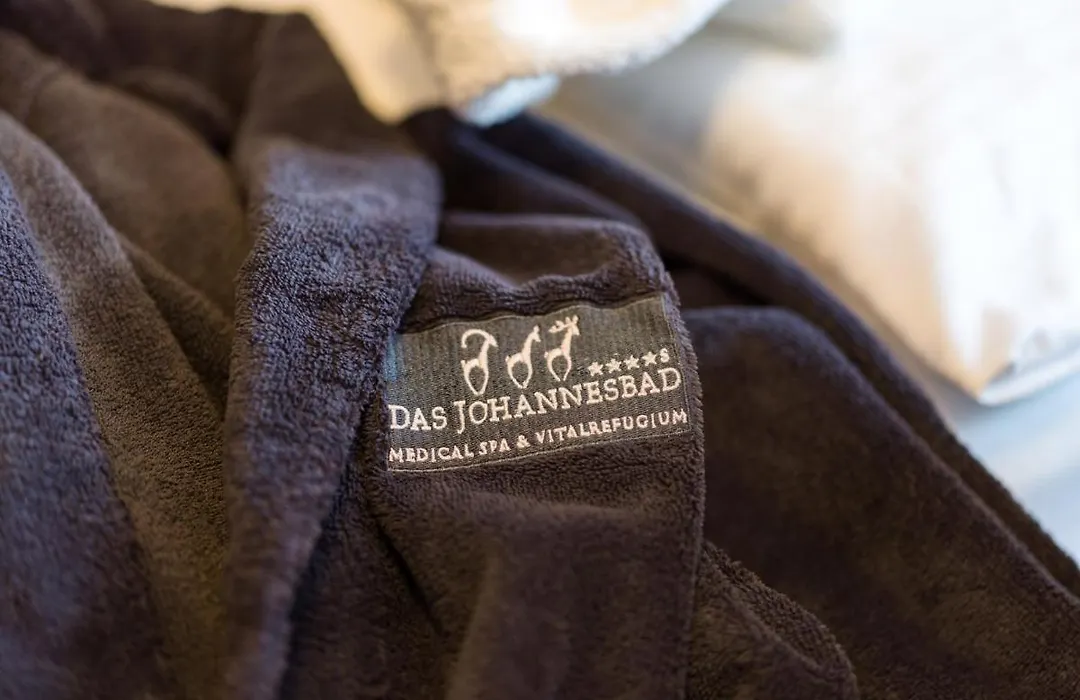 ★★★★S
DAS JOHANNESBAD
MEDICAL SPA & VITALREFUGIUM